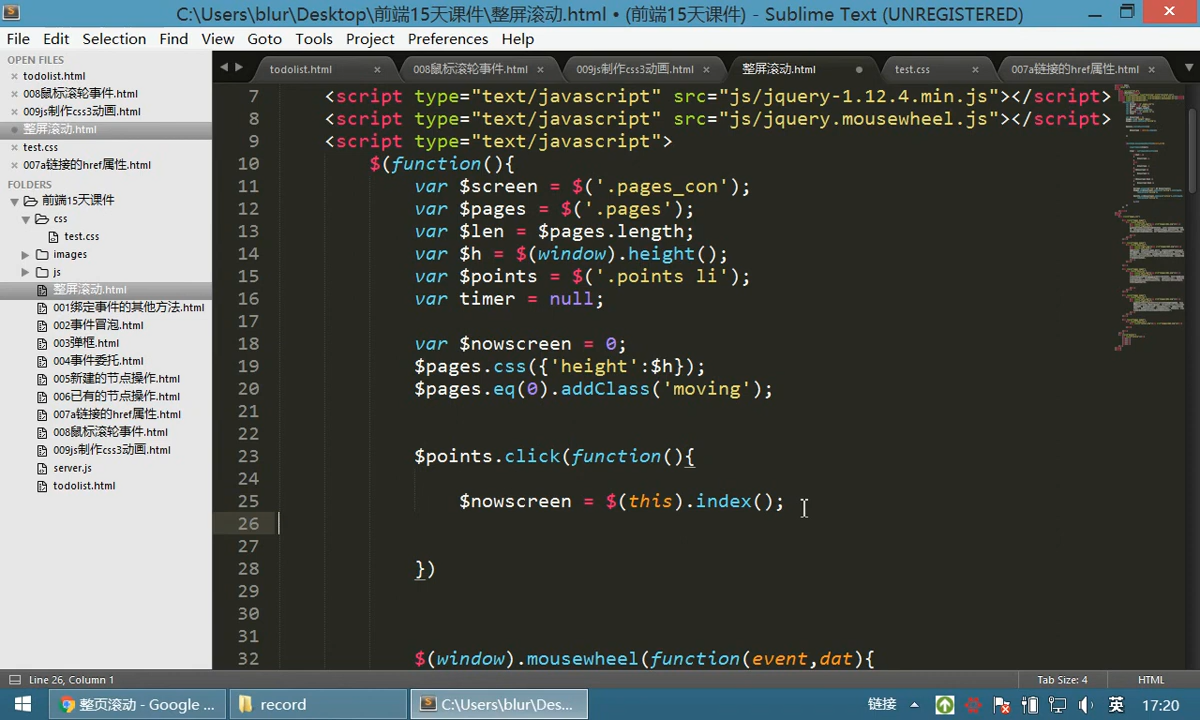 C:\Users\blur\Desktop\前端15天课件\整屏滚动.html • (前端15天课件) - Sublime Text (UNREGISTERED)
File Edit Selection Find View Goto Tools Project Preferences Help
OPEN FILES
todolist.html
008鼠标滚轮事件.html
009js制作css3动画.html
整屏滚动.html
test.css
007a链接的href属性.html
FOLDERS
前端15天课件
css
test.css
images
js
整屏滚动.html
001绑定事件的其他方法.html
002事件冒泡.html
003弹框.html
004事件委托.html
005新建的节点操作.html
006已有的节点操作.html
007a链接的href属性.html
008鼠标滚轮事件.html
009js制作css3动画.html
server.js
todolist.html
todolist.html 008鼠标滚轮事件.html 009js制作css3动画.html 整屏滚动.html test.css 007a链接的href属性.html
7 <script type="text/javascript" src="js/jquery-1.12.4.min.js"></script>
8 <script type="text/javascript" src="js/jquery.mousewheel.js"></script>
9 <script type="text/javascript">
10 $(function(){
11 var $screen = $('.pages_con');
12 var $pages = $('.pages');
13 var $len = $pages.length;
14 var $h = $(window).height();
15 var $points = $('.points li');
16 var timer = null;
17
18 var $nowscreen = 0;
19 $pages.css({'height':$h});
20 $pages.eq(0).addClass('moving');
21
22
23 $points.click(function(){
24
25 $nowscreen = $(this).index();
26
27
28 })
29
30
31
32 $(window).mousewheel(function(event,dat){
Line 26, Column 1 Tab Size: 4 HTML
整页滚动 - Google ... record C:\Users\blur\Des... 链接 英 17:20